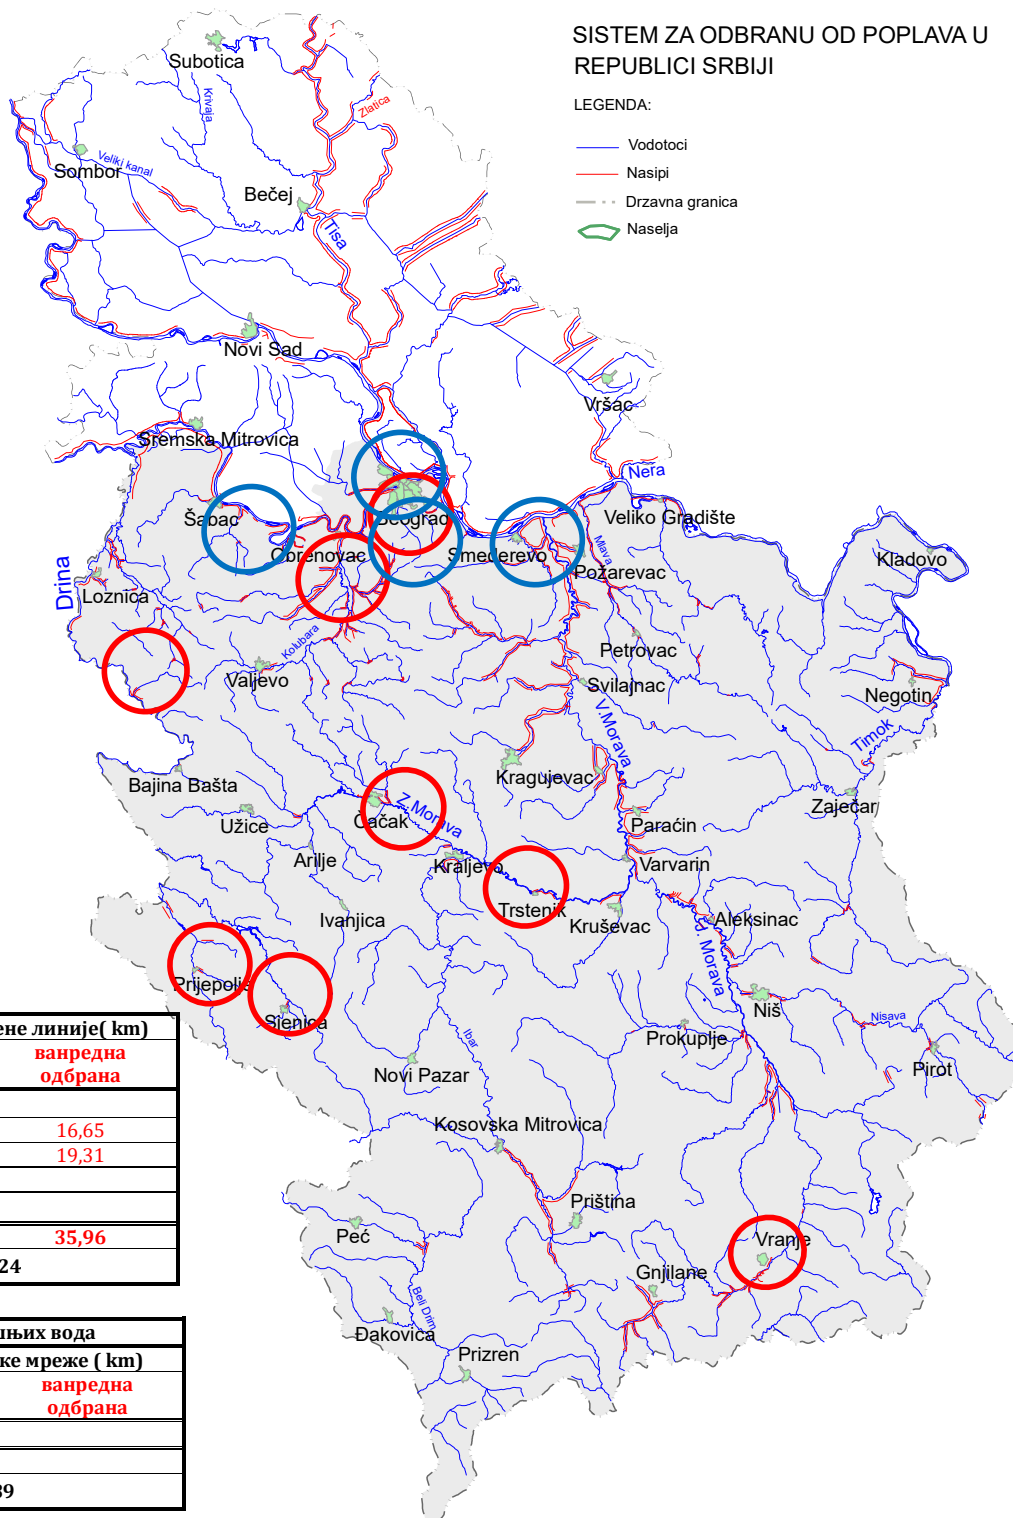 SISTEM ZA ODBRANU OD POPLAVA U
REPUBLICI SRBIJI
LEGENDA:
Vodotoci
Nasipi
Drzavna granica
Naselja
Subotica
Krivaja
Zlatica
Sombor
Veliki kanal
Bečej
Tisa
Novi Sad
Vršac
Sremska Mitrovica
Nera
Šabac
Beograd
Veliko Gradište
Obrenovac
Smederevo
Mlava
Kladovo
Drina
Požarevac
Loznica
Kolubara
Petrovac
Valjevo
Svilajnac
Negotin
V.Morava
Timok
Bajina Bašta
Kragujevac
Z.Morava
Zaječar
Užice
Čačak
Paraćin
Arilje
Kraljevo
Varvarin
Ivanjica
Trstenik
Kruševac
Aleksinac
J. Morava
Prijepolje
Sjenica
Niš
Nisava
Ibar
Prokuplje
Pirot
Novi Pazar
Kosovska Mitrovica
Priština
Peć
Vranje
Gnjilane
Beli Drim
Đakovica
Prizren
ене линије( km)
ванредна
одбрана
16,65
19,31
35,96
24
шњих вода
ке мреже ( km)
ванредна
одбрана
39